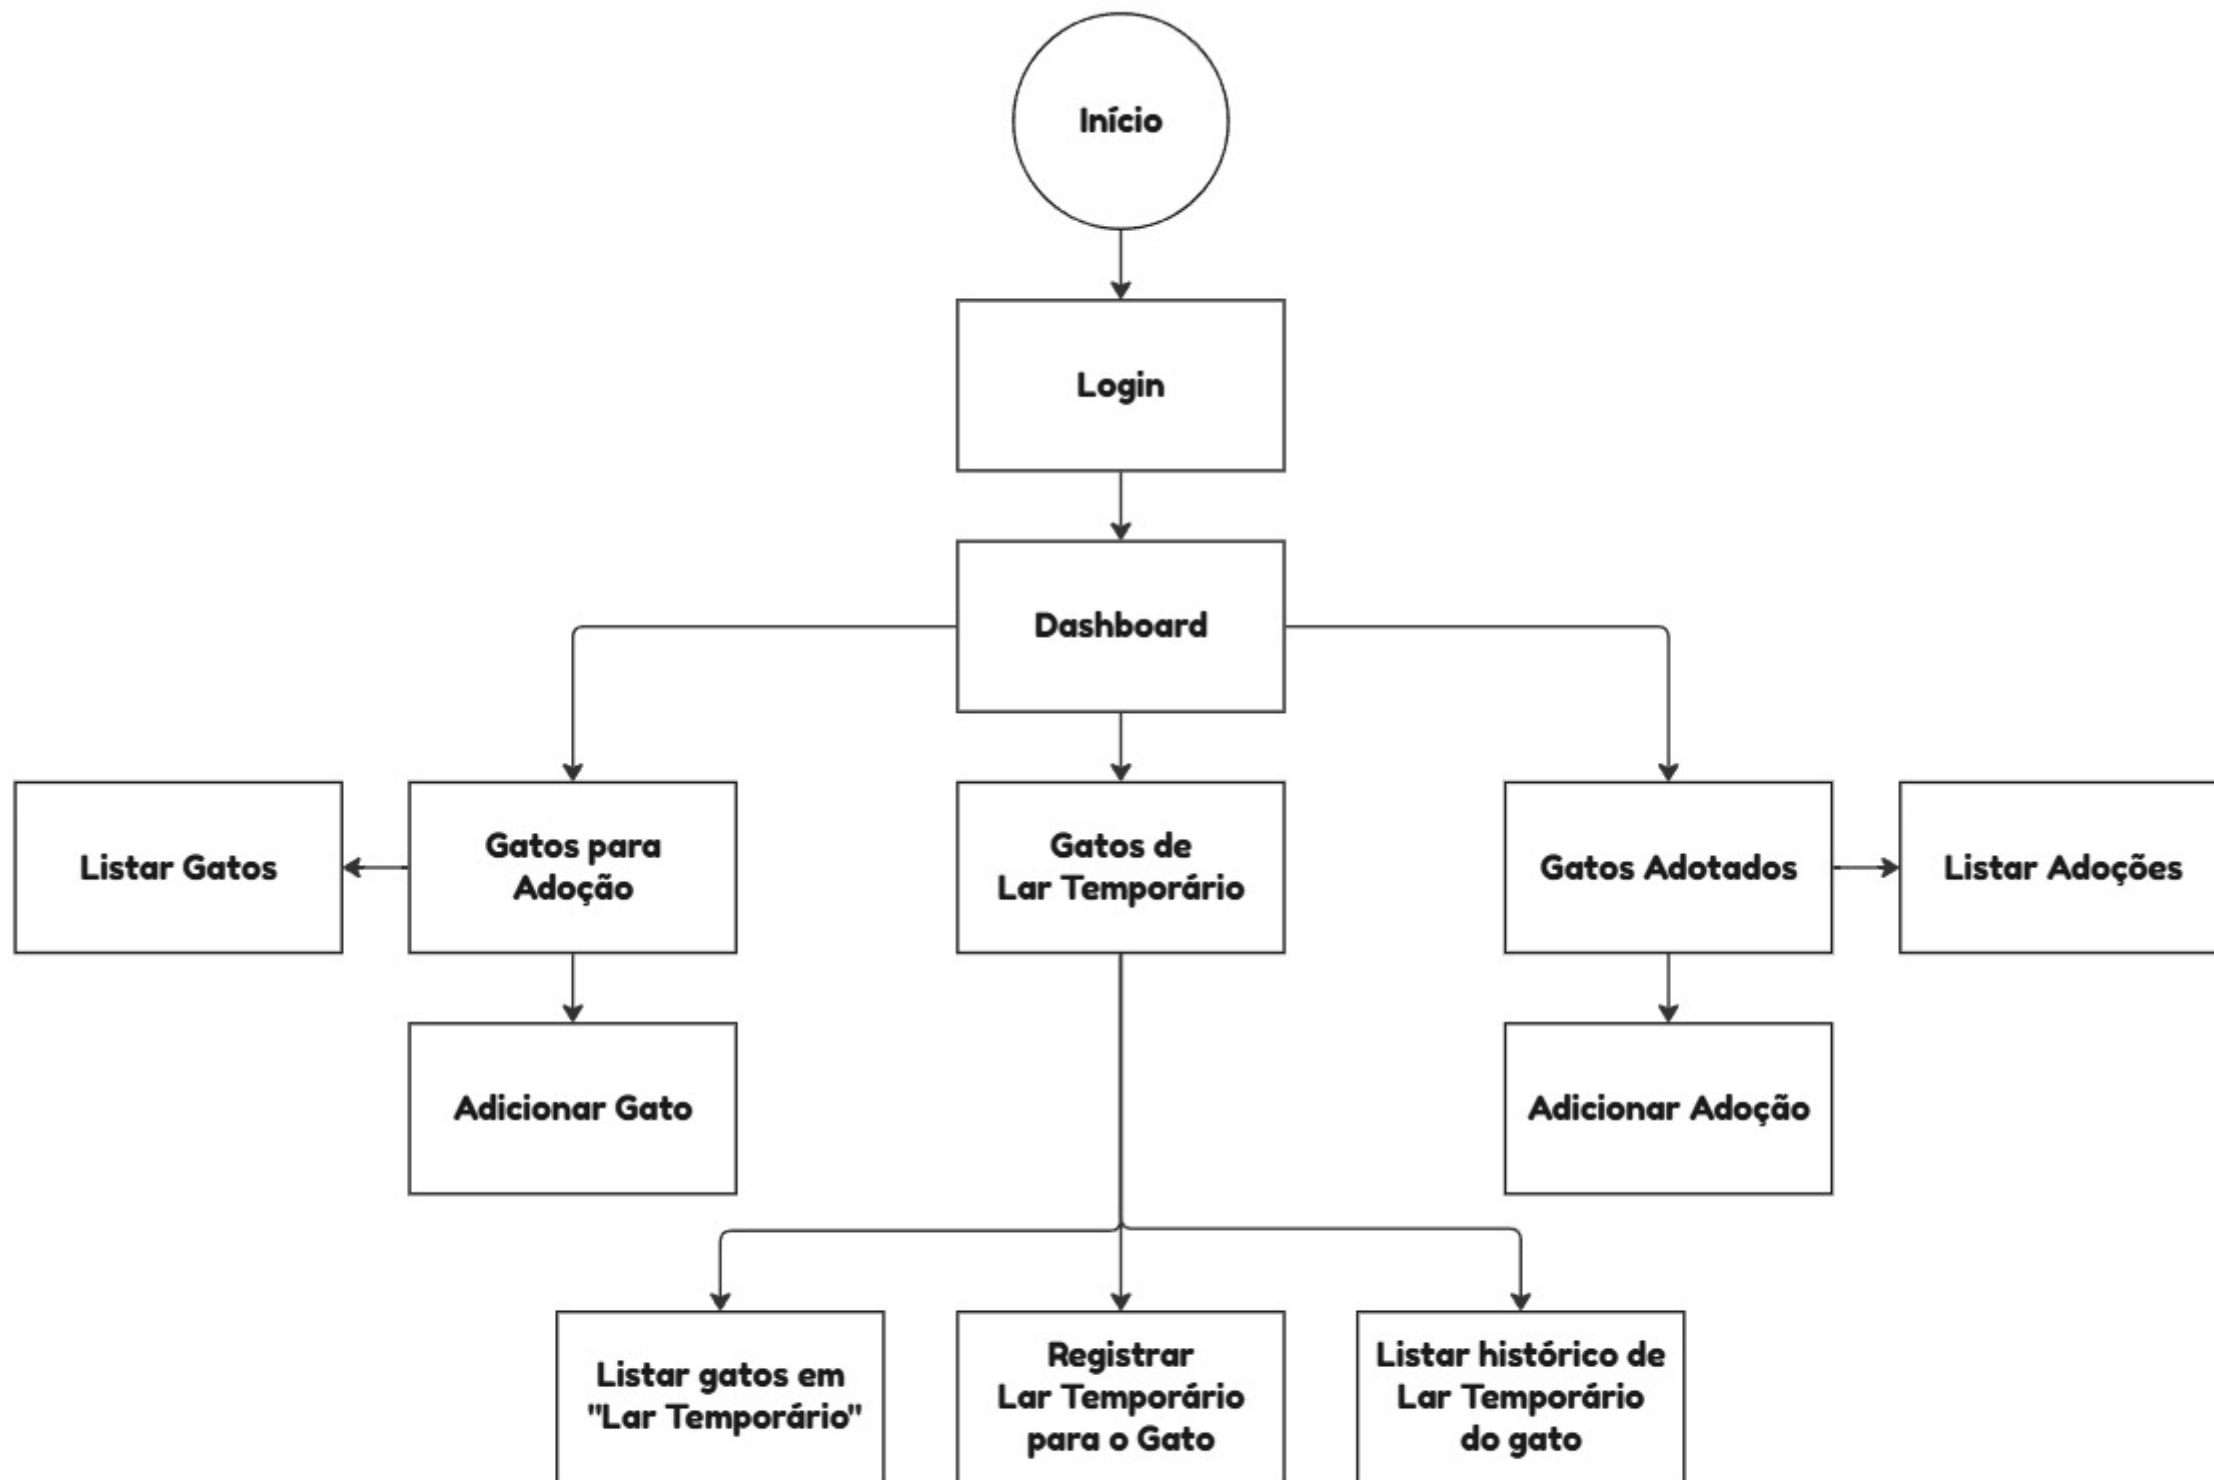 Início
Login
Dashboard
Listar Gatos
Gatos para
Adoção
Gatos de
Lar Temporário
Gatos Adotados
Listar Adoções
Adicionar Gato
Adicionar Adoção
Listar gatos em
"Lar Temporário"
Registrar
Lar Temporário
para o Gato
Listar histórico de
Lar Temporário
do gato